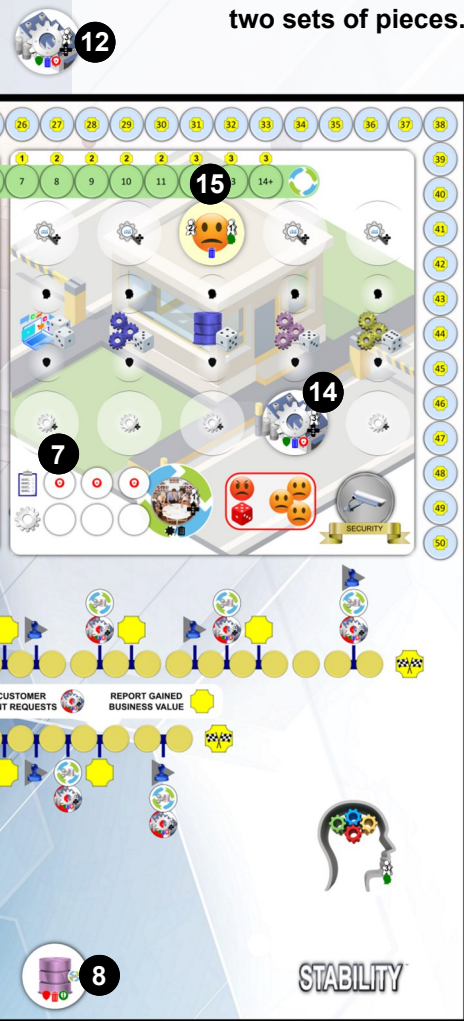 two sets of pieces.
12
26 27 28 29 30 31 32 33 34 35 36 37 38
1 2 2 2 2 3 3 3
7 8 9 10 11 15 3 14+
39
40
41
42
43
44
45
46
47
48
49
50
14
7
SECURITY
CUSTOMER
NT REQUESTS
REPORT GAINED
BUSINESS VALUE
8
STABILITY